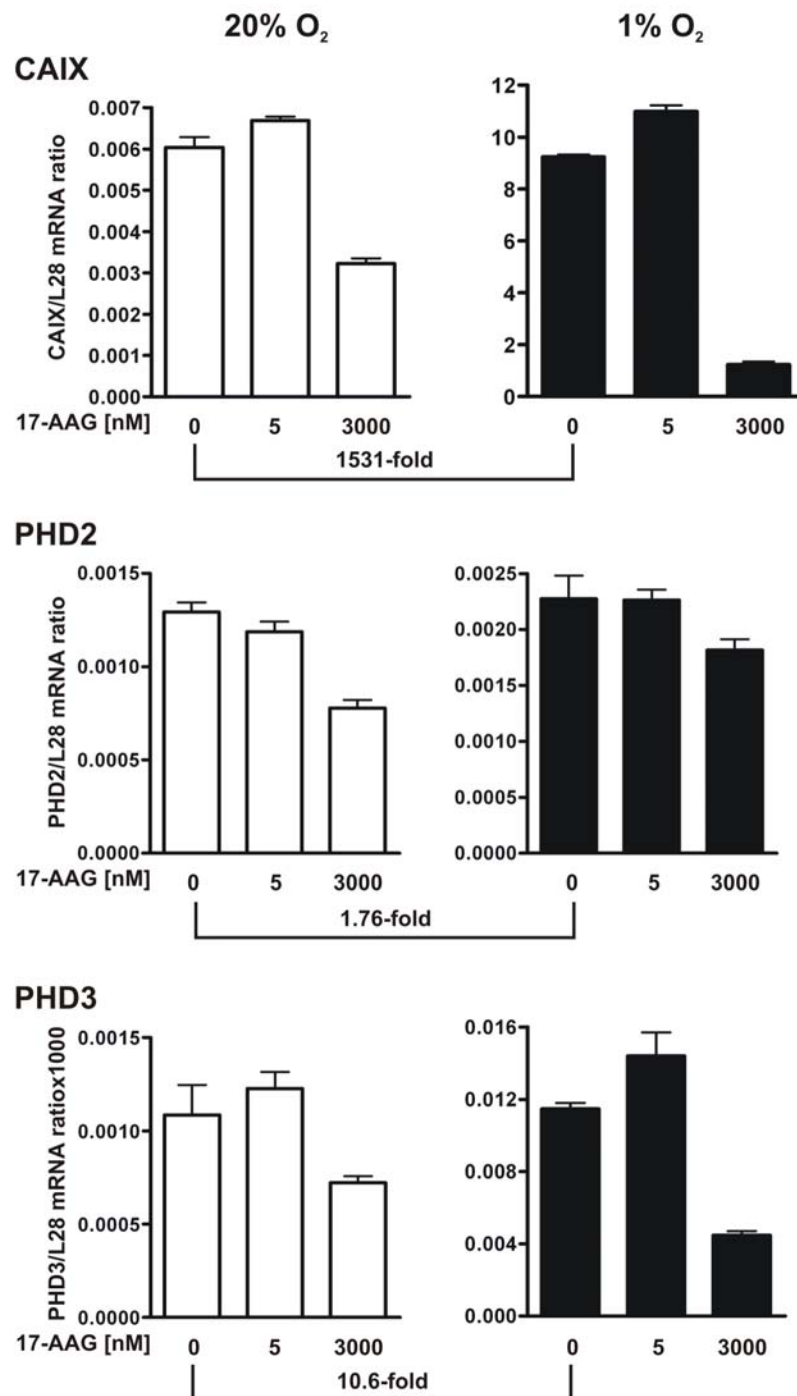 20% O₂ 1% O₂
CAIX
CAIX/L28 mRNA ratio
0.007
0.006
0.005
0.004
0.003
0.002
0.001
0.000
12
10
8
6
4
2
0
17-AAG [nM] 0 5 3000 0 5 3000
1531-fold
PHD2
PHD2/L28 mRNA ratio
0.0015
0.0010
0.0005
0.0000
0.0025
0.0020
0.0015
0.0010
0.0005
0.0000
17-AAG [nM] 0 5 3000 0 5 3000
1.76-fold
PHD3
PHD3/L28 mRNA ratiox1000
0.0015
0.0010
0.0005
0.0000
0.016
0.012
0.008
0.004
0.000
17-AAG [nM] 0 5 3000 0 5 3000
10.6-fold